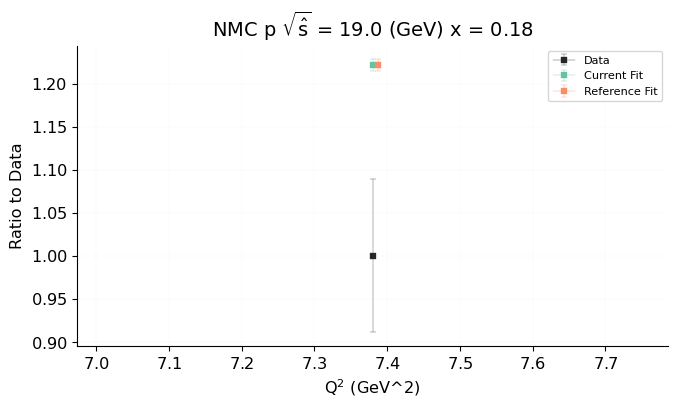 NMC p √ŝ = 19.0 (GeV) x = 0.18
Data
Current Fit
Reference Fit
Ratio to Data
1.20
1.15
1.10
1.05
1.00
0.95
0.90
7.0 7.1 7.2 7.3 7.4 7.5 7.6 7.7
Q² (GeV^2)